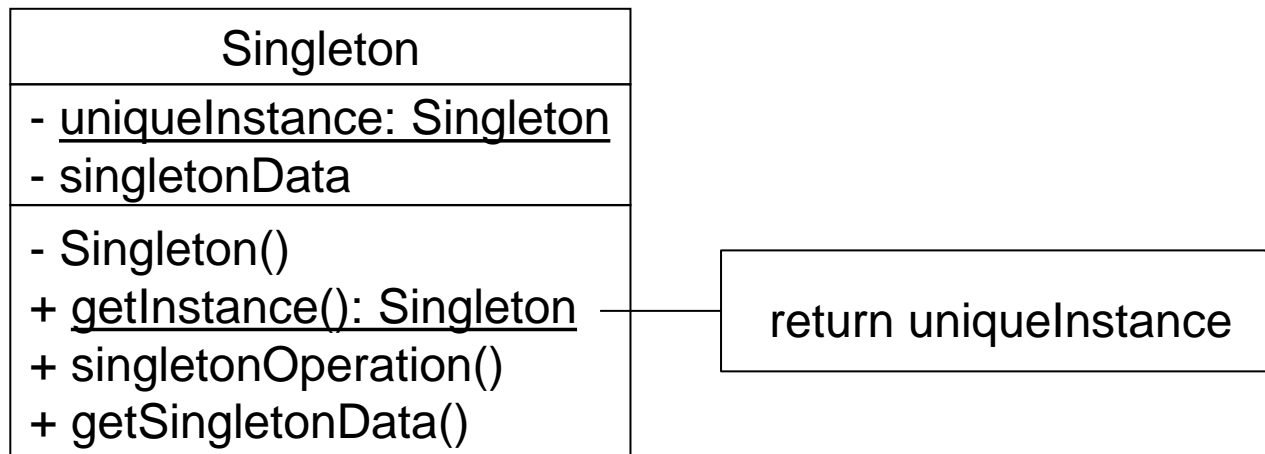 Singleton
- uniqueInstance: Singleton
- singletonData
- Singleton()
+ getInstance(): Singleton
return uniqueInstance
+ singletonOperation()
+ getSingletonData()